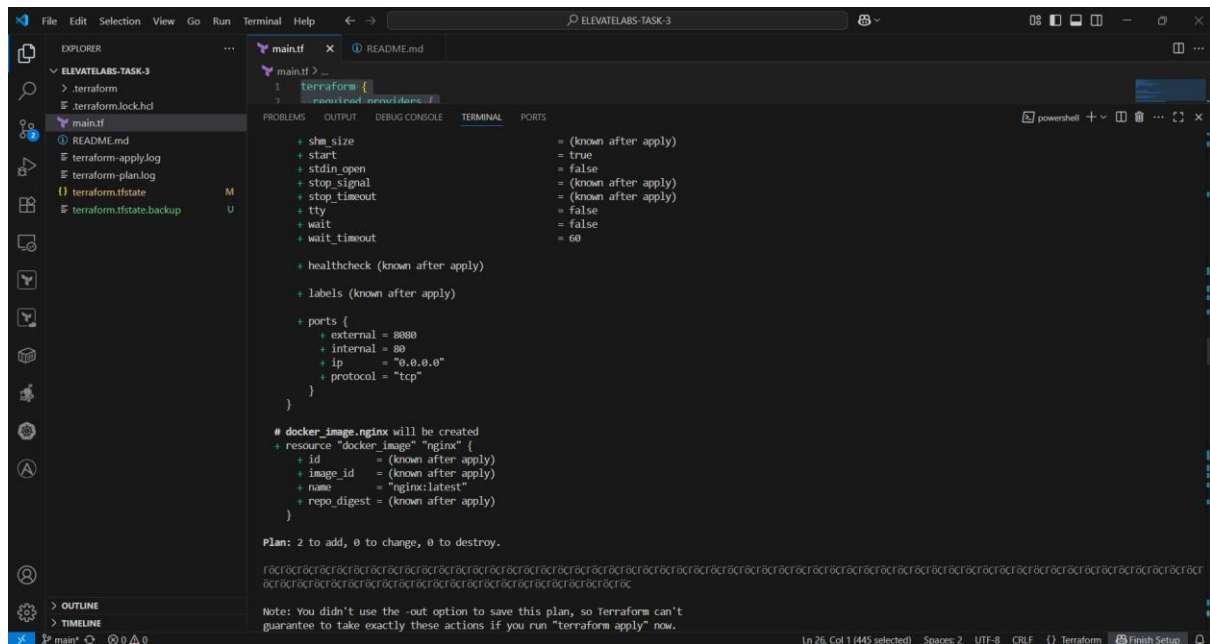 File Edit Selection View Go Run Terminal Help
ELEVATELABS-TASK-3
EXPLORER
main.tf
README.md
ELEVATELABS-TASK-3
.terraform
.terraform.lock.hcl
main.tf
README.md
terraform-apply.log
terraform-plan.log
terraform.tfstate M
terraform.tfstate.backup U
2
main.tf > ...
1 terraform {
2 required_providers {
PROBLEMS OUTPUT DEBUG CONSOLE TERMINAL PORTS
powershell
+ shm_size = (known after apply)
+ start = true
+ stdin_open = false
+ stop_signal = (known after apply)
+ stop_timeout = (known after apply)
+ tty = false
+ wait = false
+ wait_timeout = 60
+ healthcheck (known after apply)
+ labels (known after apply)
+ ports {
+ external = 8080
+ internal = 80
+ ip = "0.0.0.0"
+ protocol = "tcp"
}
}
# docker_image.nginx will be created
+ resource "docker_image" "nginx" {
+ id = (known after apply)
+ image_id = (known after apply)
+ name = "nginx:latest"
+ repo_digest = (known after apply)
}
Plan: 2 to add, 0 to change, 0 to destroy.
Note: You didn't use the -out option to save this plan, so Terraform can't
guarantee to take exactly these actions if you run "terraform apply" now.
OUTLINE
TIMELINE
main* 0 0 Ln 26, Col 1 (445 selected) Spaces: 2 UTF-8 CRLF {} Terraform Finish Setup